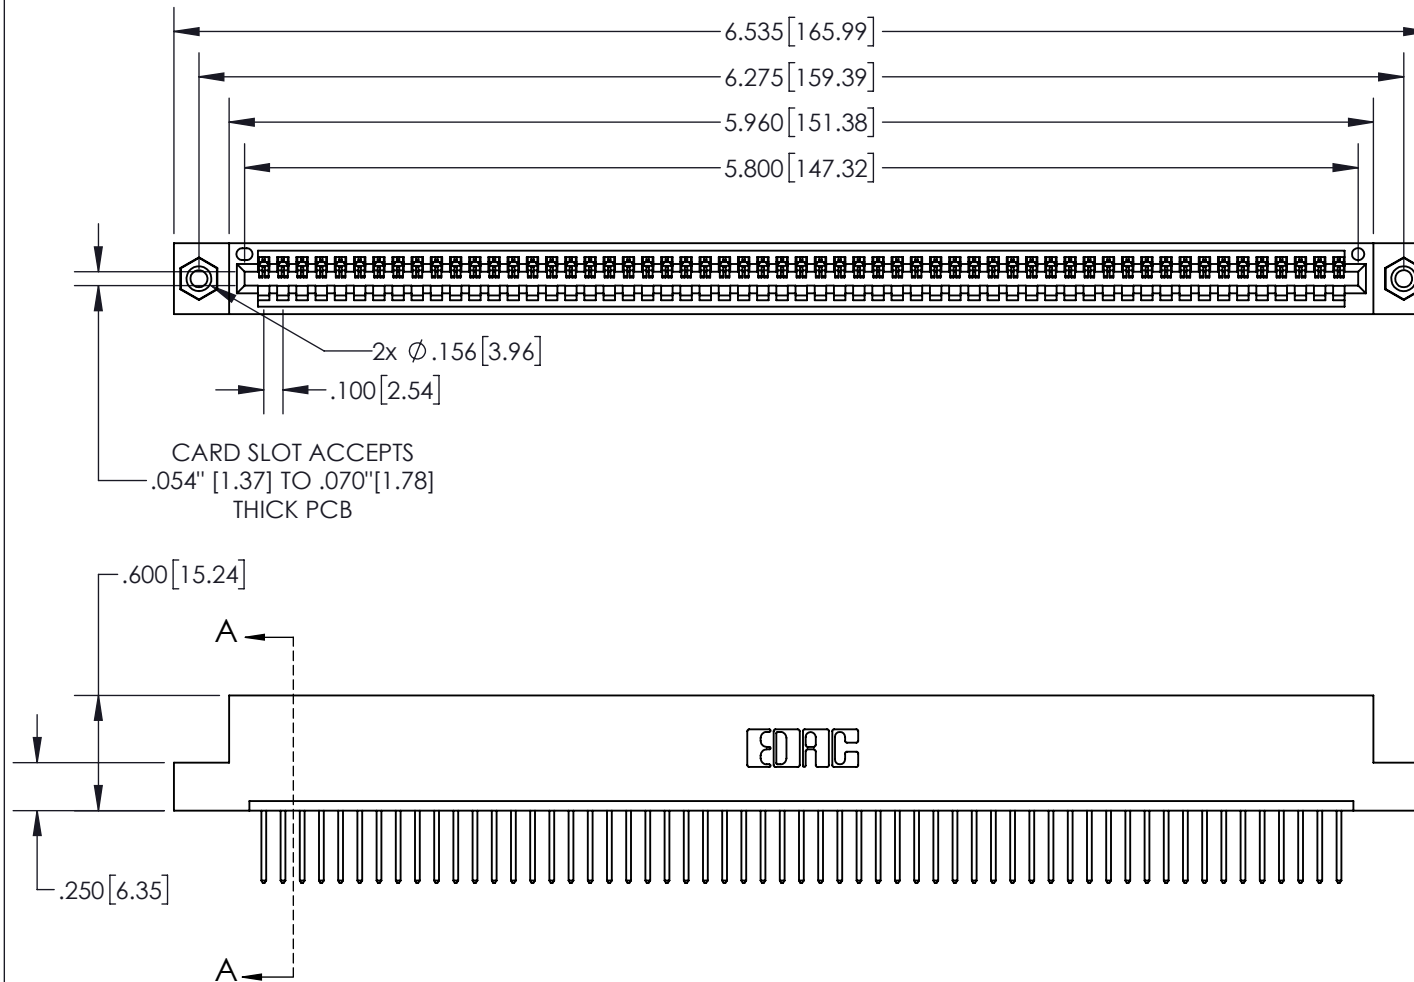 6.535[165.99]
6.275[159.39]
5.960[151.38]
5.800[147.32]
2x Ø.156[3.96]
.100[2.54]
CARD SLOT ACCEPTS
.054" [1.37] TO .070"[1.78]
THICK PCB
.600[15.24]
A
EDAC
.250[6.35]
A